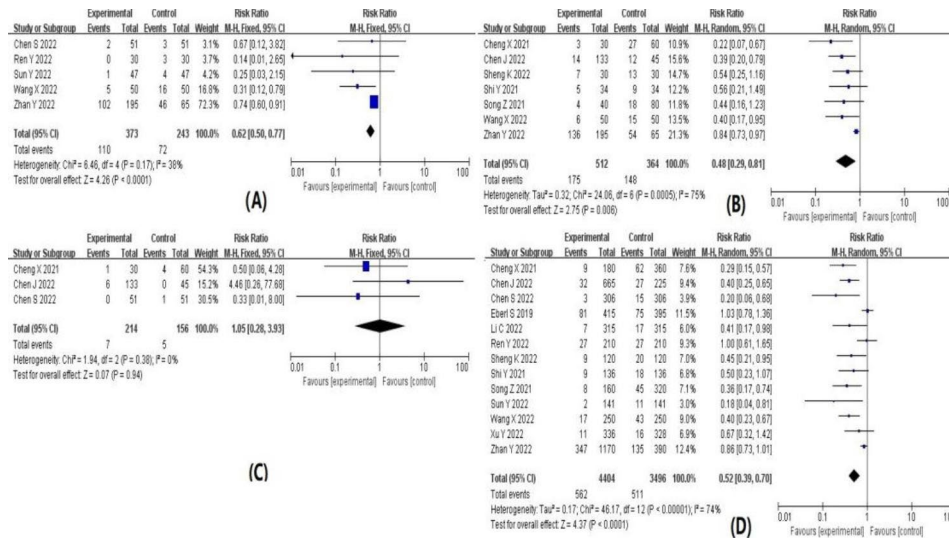 Experimental Control Risk Ratio Risk Ratio
Study or Subgroup Events Total Events Total Weight M-H, Fixed, 95% CI M-H, Fixed, 95% CI
Chen S 2022 2 51 3 51 3.1% 0.67 [0.12, 3.82]
Ren Y 2022 0 30 3 30 3.6% 0.14 [0.01, 2.65]
Sun Y 2022 1 47 4 47 4.2% 0.25 [0.03, 2.15]
Wang X 2022 5 50 16 50 16.8% 0.31 [0.12, 0.79]
Zhan Y 2022 102 195 46 65 72.3% 0.74 [0.60, 0.91]
Total (95% CI) 373 243 100.0% 0.62 [0.50, 0.77]
Total events 110 72
Heterogeneity: Chi² = 6.46, df = 4 (P = 0.17); I² = 38%
Test for overall effect: Z = 4.26 (P < 0.0001)
0.01 0.1 1 10 100
Favours [experimental] Favours [control]
(A)
Experimental Control Risk Ratio Risk Ratio
Study or Subgroup Events Total Events Total Weight M-H, Random, 95% CI M-H, Random, 95% CI
Cheng X 2021 3 30 27 60 10.9% 0.22 [0.07, 0.67]
Chen J 2022 14 133 12 45 16.4% 0.39 [0.20, 0.79]
Sheng K 2022 7 30 13 30 15.4% 0.54 [0.25, 1.16]
Shi Y 2021 5 34 9 34 12.2% 0.56 [0.21, 1.49]
Song Z 2021 4 40 18 80 12.2% 0.44 [0.16, 1.23]
Wang X 2022 6 50 15 50 13.9% 0.40 [0.17, 0.95]
Zhan Y 2022 136 195 54 65 21.3% 0.84 [0.73, 0.97]
Total (95% CI) 512 364 100.0% 0.48 [0.29, 0.81]
Total events 175 148
Heterogeneity: Tau² = 0.32; Chi² = 24.06, df = 6 (P = 0.0005); I² = 75%
Test for overall effect: Z = 2.75 (P = 0.006)
0.01 0.1 1 10 100
Favours [experimental] Favours [control]
(B)
Experimental Control Risk Ratio Risk Ratio
Study or Subgroup Events Total Events Total Weight M-H, Fixed, 95% CI M-H, Fixed, 95% CI
Cheng X 2021 1 30 4 60 54.3% 0.50 [0.06, 4.28]
Chen J 2022 6 133 0 45 15.2% 4.46 [0.26, 77.68]
Chen S 2022 0 51 1 51 30.5% 0.33 [0.01, 8.00]
Total (95% CI) 214 156 100.0% 1.05 [0.28, 3.93]
Total events 7 5
Heterogeneity: Chi² = 1.94, df = 2 (P = 0.38); I² = 0%
Test for overall effect: Z = 0.07 (P = 0.94)
0.01 0.1 1 10 100
Favours [experimental] Favours [control]
(C)
Experimental Control Risk Ratio Risk Ratio
Study or Subgroup Events Total Events Total Weight M-H, Random, 95% CI M-H, Random, 95% CI
Cheng X 2021 9 180 62 360 7.6% 0.29 [0.15, 0.57]
Chen J 2022 32 665 27 225 9.4% 0.40 [0.25, 0.65]
Chen S 2022 3 306 15 306 3.9% 0.20 [0.06, 0.68]
Eberl S 2019 81 415 75 395 11.5% 1.03 [0.78, 1.36]
Li C 2022 7 315 17 315 5.9% 0.41 [0.17, 0.98]
Ren Y 2022 27 210 27 210 9.2% 1.00 [0.61, 1.65]
Sheng K 2022 9 120 20 120 6.9% 0.45 [0.21, 0.95]
Shi Y 2021 9 136 18 136 6.7% 0.50 [0.23, 1.07]
Song Z 2021 8 160 45 320 7.1% 0.36 [0.17, 0.74]
Sun Y 2022 2 141 11 141 2.9% 0.18 [0.04, 0.81]
Wang X 2022 17 250 43 250 9.0% 0.40 [0.23, 0.67]
Xu Y 2022 11 336 16 328 7.0% 0.67 [0.32, 1.42]
Zhan Y 2022 347 1170 135 390 12.4% 0.86 [0.73, 1.01]
Total (95% CI) 4404 3496 100.0% 0.52 [0.39, 0.70]
Total events 562 511
Heterogeneity: Tau² = 0.17; Chi² = 46.17, df = 12 (P < 0.00001); I² = 74%
Test for overall effect: Z = 4.37 (P < 0.0001)
0.01 0.1 1 10 100
Favours [experimental] Favours [control]
(D)